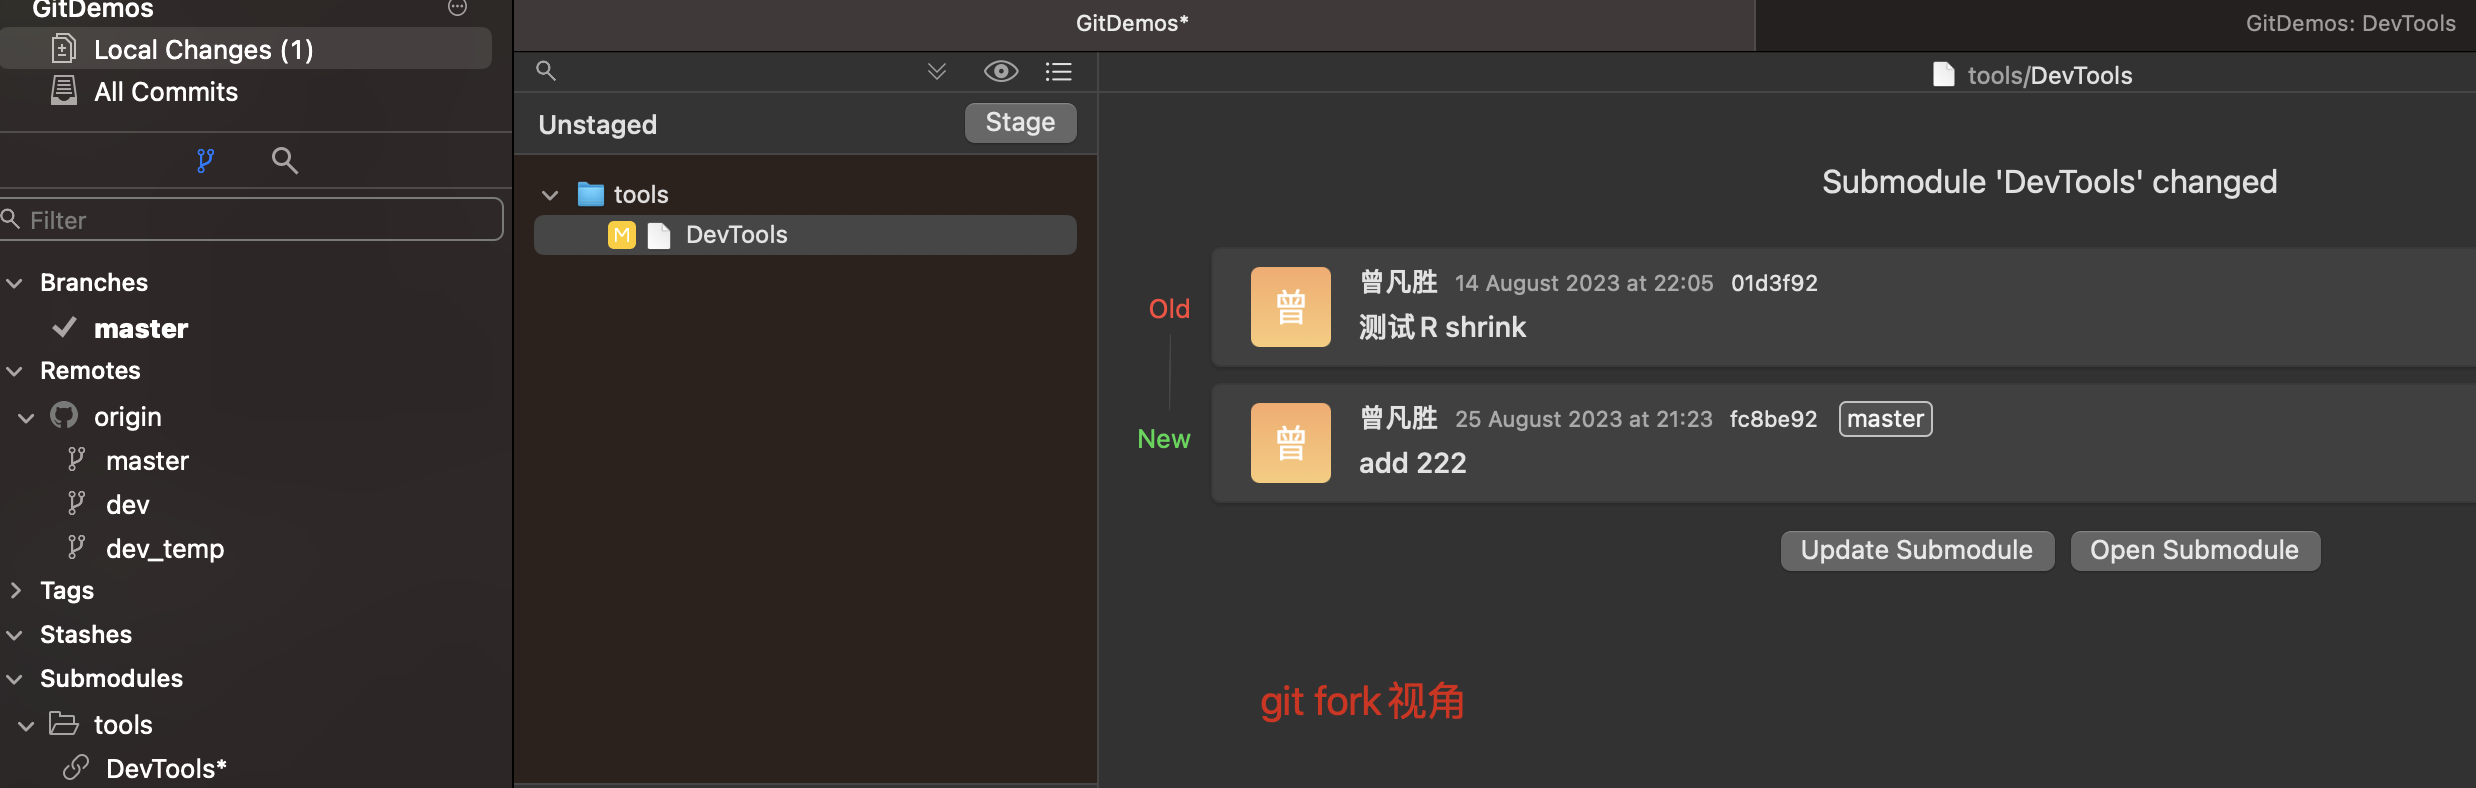 GitDemos
Local Changes (1)
All Commits
Filter
Branches
master
Remotes
origin
master
dev
dev_temp
Tags
Stashes
Submodules
tools
DevTools*
GitDemos*
GitDemos: DevTools
Unstaged
Stage
tools
M DevTools
tools/DevTools
Submodule 'DevTools' changed
Old
曾
曾凡胜 14 August 2023 at 22:05 01d3f92
测试R shrink
New
曾
曾凡胜 25 August 2023 at 21:23 fc8be92 master
add 222
Update Submodule
Open Submodule
git fork视角